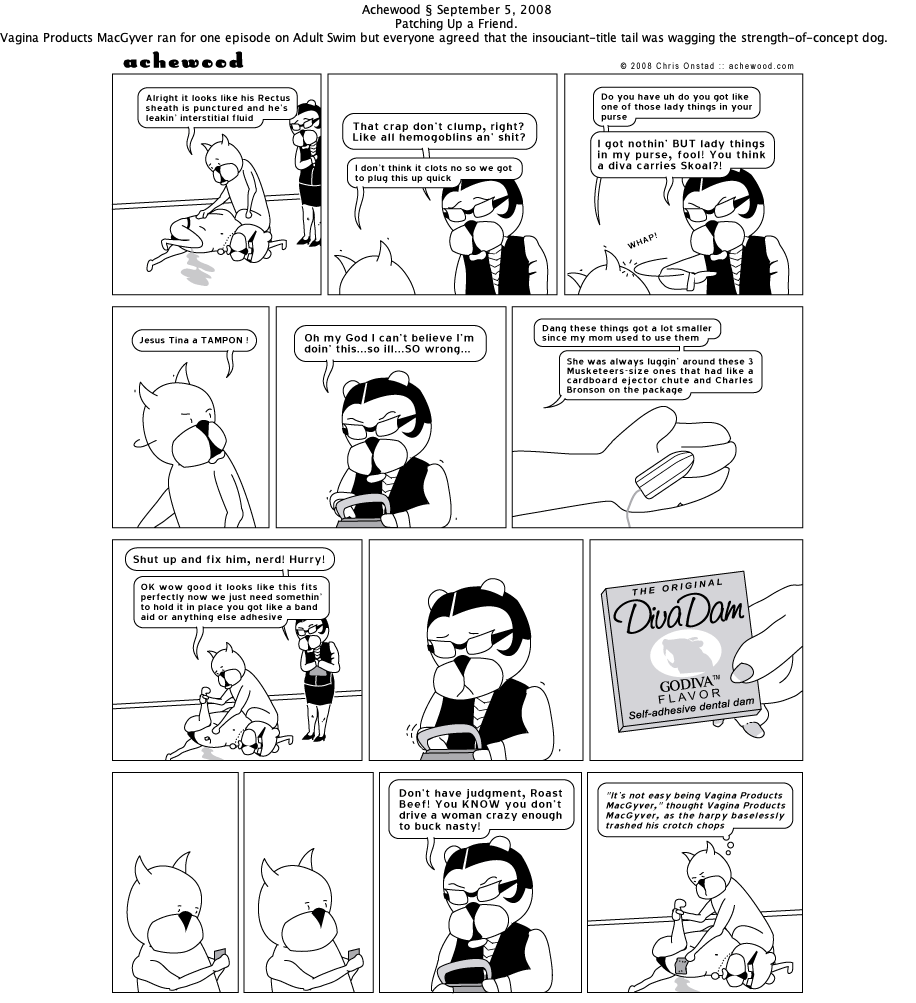 Achewood § September 5, 2008
Patching Up a Friend.
Vagina Products MacGyver ran for one episode on Adult Swim but everyone agreed that the insouciant-title tail was wagging the strength-of-concept dog.
achewood
© 2008 Chris Onstad :: achewood.com
Alright it looks like his Rectus
sheath is punctured and he's
leakin' interstitial fluid
That crap don't clump, right?
Like all hemogoblins an' shit?
I don't think it clots no so we got
to plug this up quick
Do you have uh do you got like
one of those lady things in your
purse
I got nothin' BUT lady things
in my purse, fool! You think
a diva carries Skoal?!
WHAP!
Jesus Tina a TAMPON !
Oh my God I can't believe I'm
doin' this...so ill...SO wrong...
Dang these things got a lot smaller
since my mom used to use them
She was always luggin' around these 3
Musketeers-size ones that had like a
cardboard ejector chute and Charles
Bronson on the package
Shut up and fix him, nerd! Hurry!
OK wow good it looks like this fits
perfectly now we just need somethin'
to hold it in place you got like a band
aid or anything else adhesive
THE ORIGINAL
DivaDam
GODIVA™
FLAVOR
Self-adhesive dental dam
Don't have judgment, Roast
Beef! You KNOW you don't
drive a woman crazy enough
to buck nasty!
"It's not easy being Vagina Products
MacGyver," thought Vagina Products
MacGyver, as the harpy baselessly
trashed his crotch chops